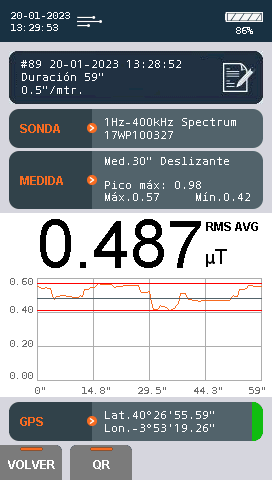 20-01-2023
13:29:53
86%
#89 20-01-2023 13:28:52
Duración 59"
0.5"/mtr.
SONDA
1Hz-400kHz Spectrum
17WP100327
MEDIDA
Med.30" Deslizante
Pico máx: 0.98
Máx.0.57 Mín.0.42
0.487 RMS AVG
µT
0.60
0.40
0.20
0.00
0" 14.8" 29.5" 44.3" 59"
GPS
Lat.40°26'55.59"
Lon.-3°53'19.26"
VOLVER QR